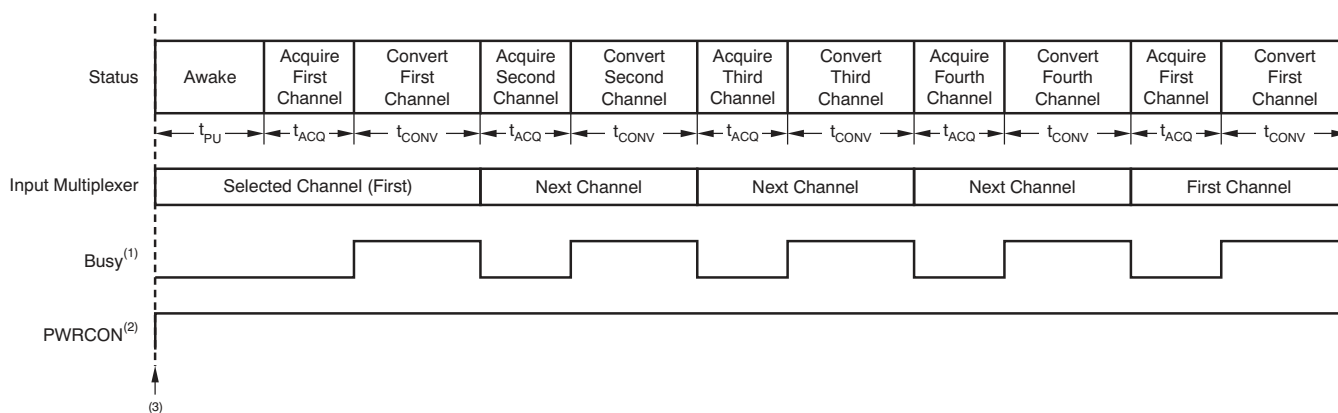 Status
Awake
Acquire First Channel
Convert First Channel
Acquire Second Channel
Convert Second Channel
Acquire Third Channel
Convert Third Channel
Acquire Fourth Channel
Convert Fourth Channel
Acquire First Channel
Convert First Channel
tPU
tACQ
tCONV
tACQ
tCONV
tACQ
tCONV
tACQ
tCONV
tACQ
tCONV
Input Multiplexer
Selected Channel (First)
Next Channel
Next Channel
Next Channel
First Channel
Busy(1)
PWRCON(2)
(3)